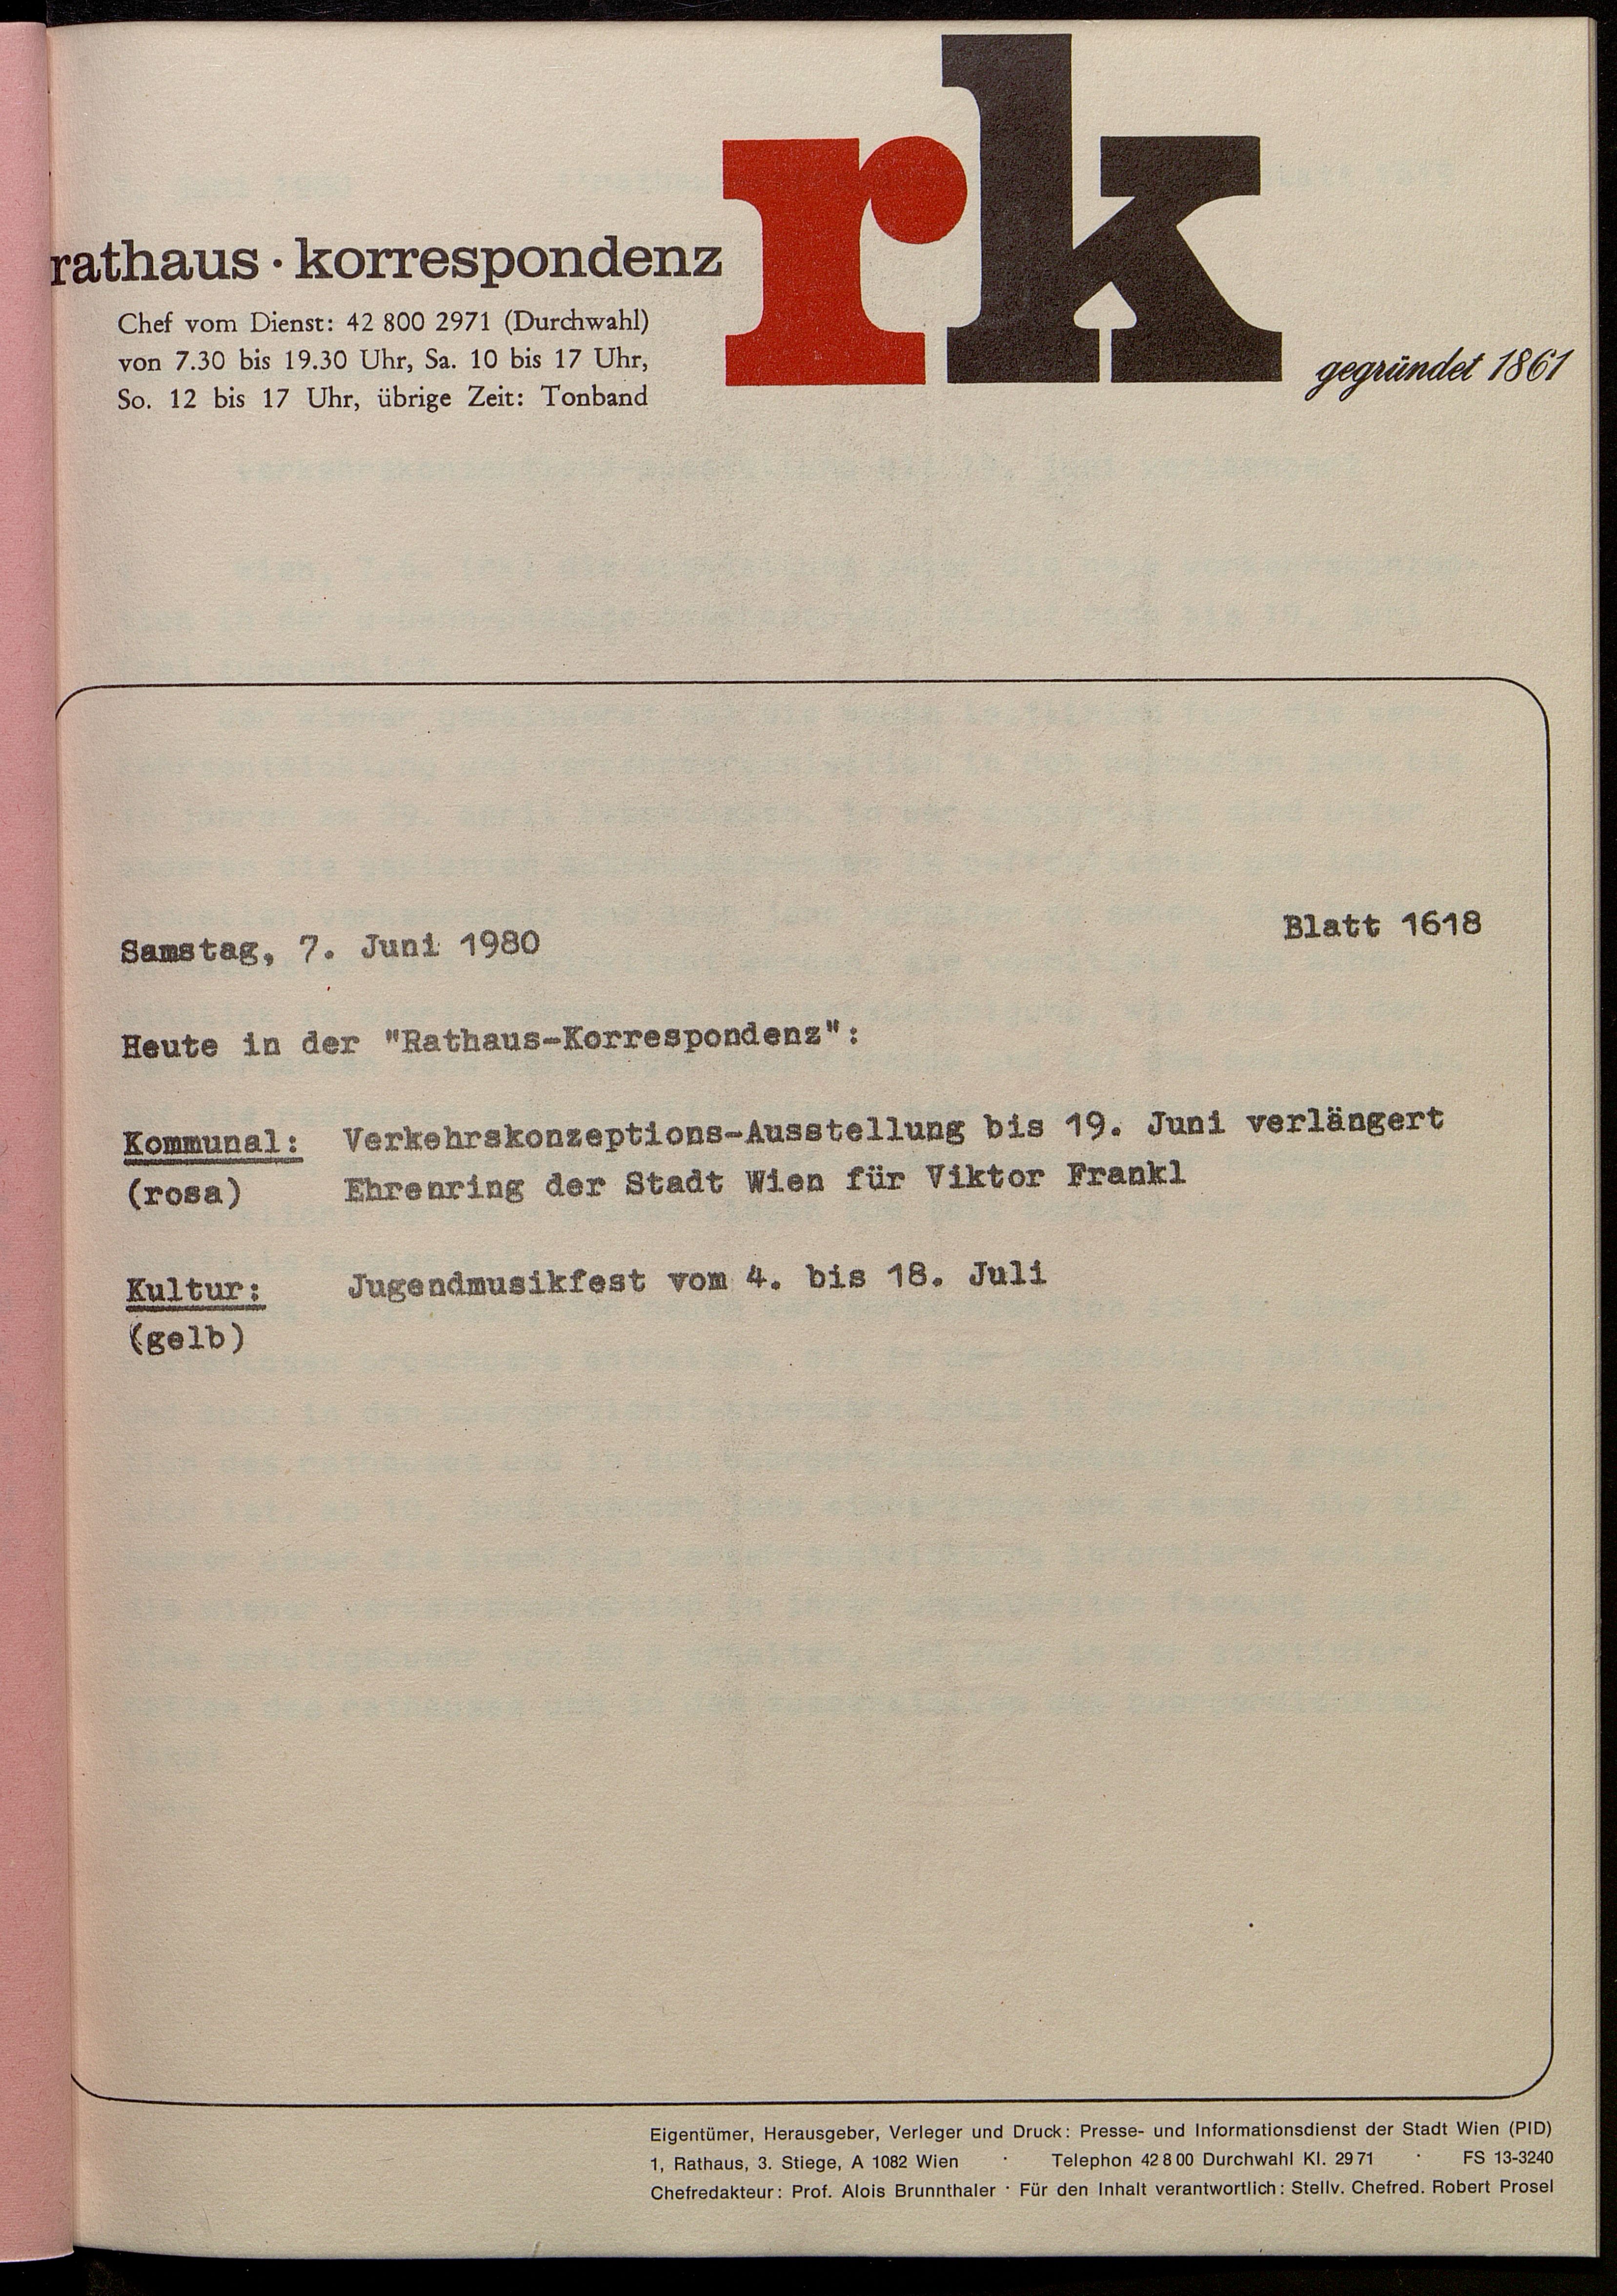 rk
rathaus · korrespondenz
Chef vom Dienst: 42 800 2971 (Durchwahl)
von 7.30 bis 19.30 Uhr, Sa. 10 bis 17 Uhr,
So. 12 bis 17 Uhr, übrige Zeit: Tonband
gegründet 1861
Samstag, 7. Juni 1980 Blatt 1618
Heute in der "Rathaus-Korrespondenz":
Kommunal: Verkehrskonzeptions-Ausstellung bis 19. Juni verlängert
(rosa) Ehrenring der Stadt Wien für Viktor Frankl
Kultur: Jugendmusikfest vom 4. bis 18. Juli
(gelb)
Eigentümer, Herausgeber, Verleger und Druck: Presse- und Informationsdienst der Stadt Wien (PID)
1, Rathaus, 3. Stiege, A 1082 Wien · Telephon 42 8 00 Durchwahl Kl. 29 71 · FS 13-3240
Chefredakteur: Prof. Alois Brunnthaler · Für den Inhalt verantwortlich: Stellv. Chefred. Robert Prosel